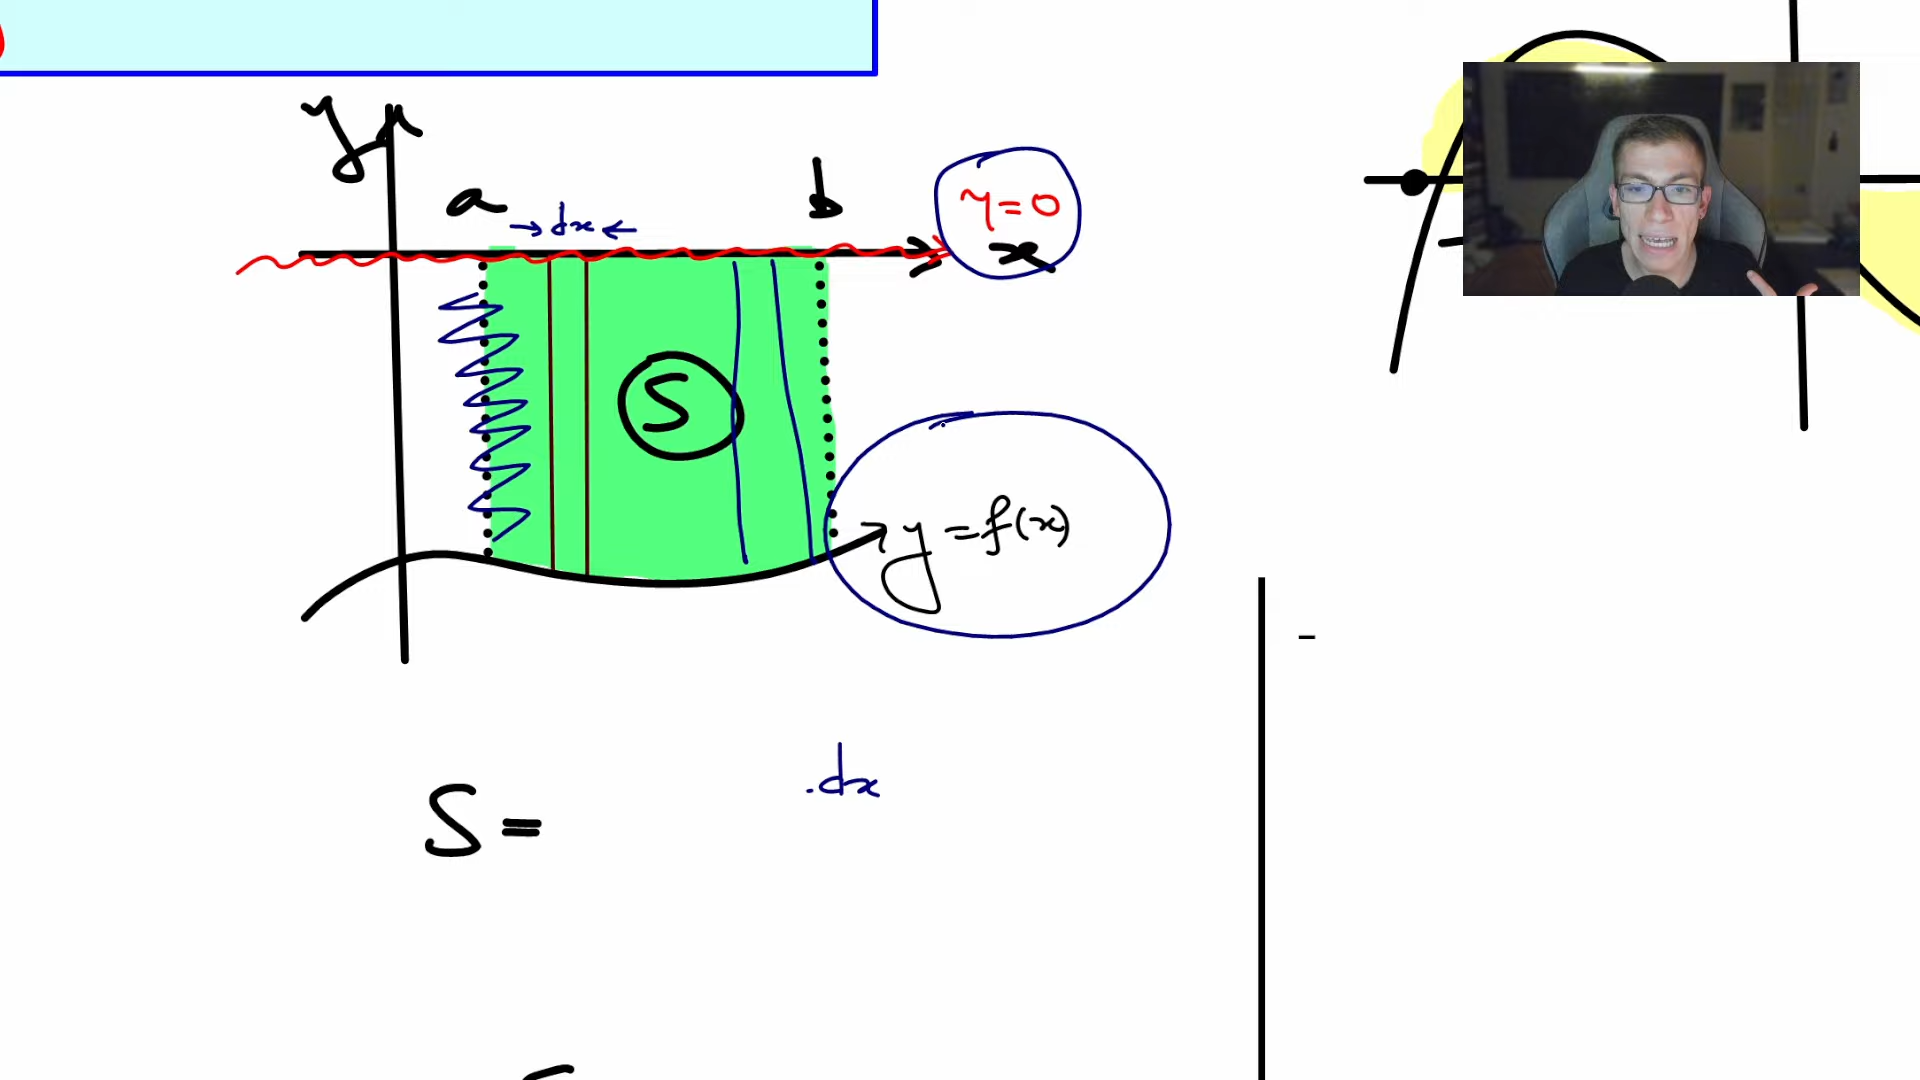 y
a b
→dx←
y=0
x
S
y=f(x)
.dx
S=
-